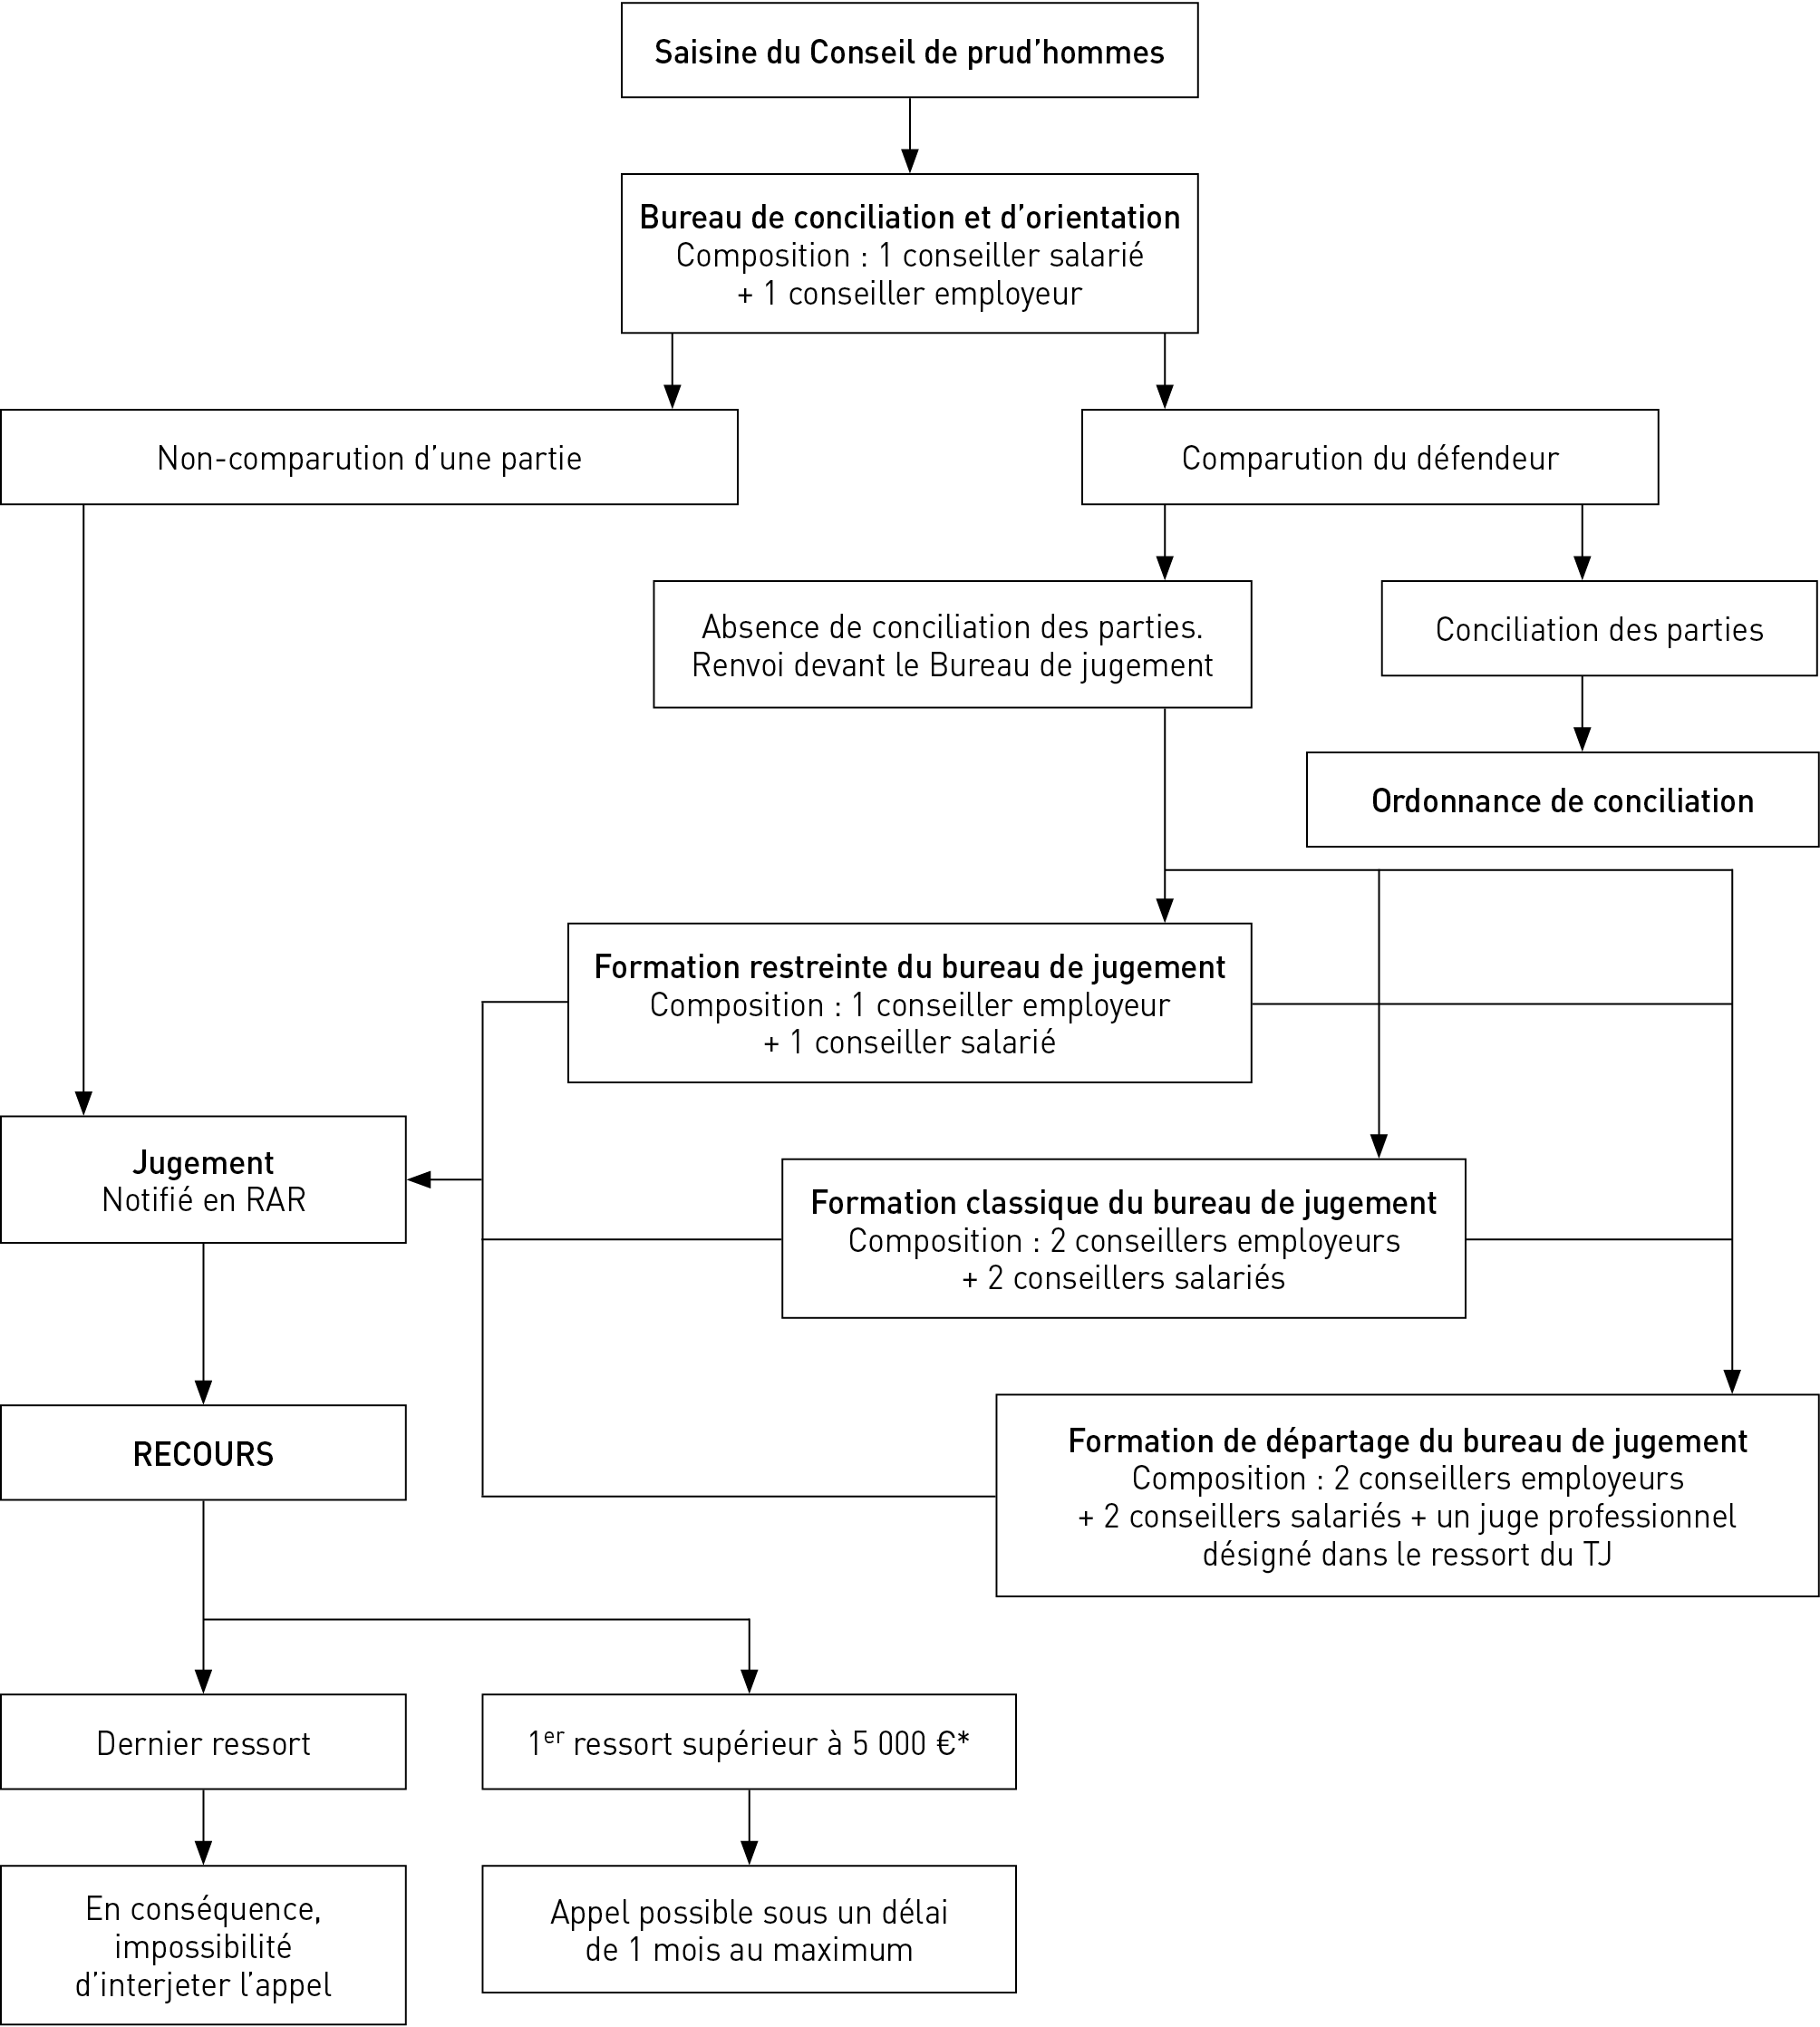 Saisine du Conseil de prud’hommes
Bureau de conciliation et d’orientation
Composition : 1 conseiller salarié
+ 1 conseiller employeur
Non-comparution d’une partie
Comparution du défendeur
Absence de conciliation des parties.
Renvoi devant le Bureau de jugement
Conciliation des parties
Ordonnance de conciliation
Formation restreinte du bureau de jugement
Composition : 1 conseiller employeur
+ 1 conseiller salarié
Jugement
Notifié en RAR
Formation classique du bureau de jugement
Composition : 2 conseillers employeurs
+ 2 conseillers salariés
RECOURS
Formation de départage du bureau de jugement
Composition : 2 conseillers employeurs
+ 2 conseillers salariés + un juge professionnel
désigné dans le ressort du TJ
Dernier ressort
1er ressort supérieur à 5 000 €*
En conséquence,
impossibilité
d’interjeter l’appel
Appel possible sous un délai
de 1 mois au maximum